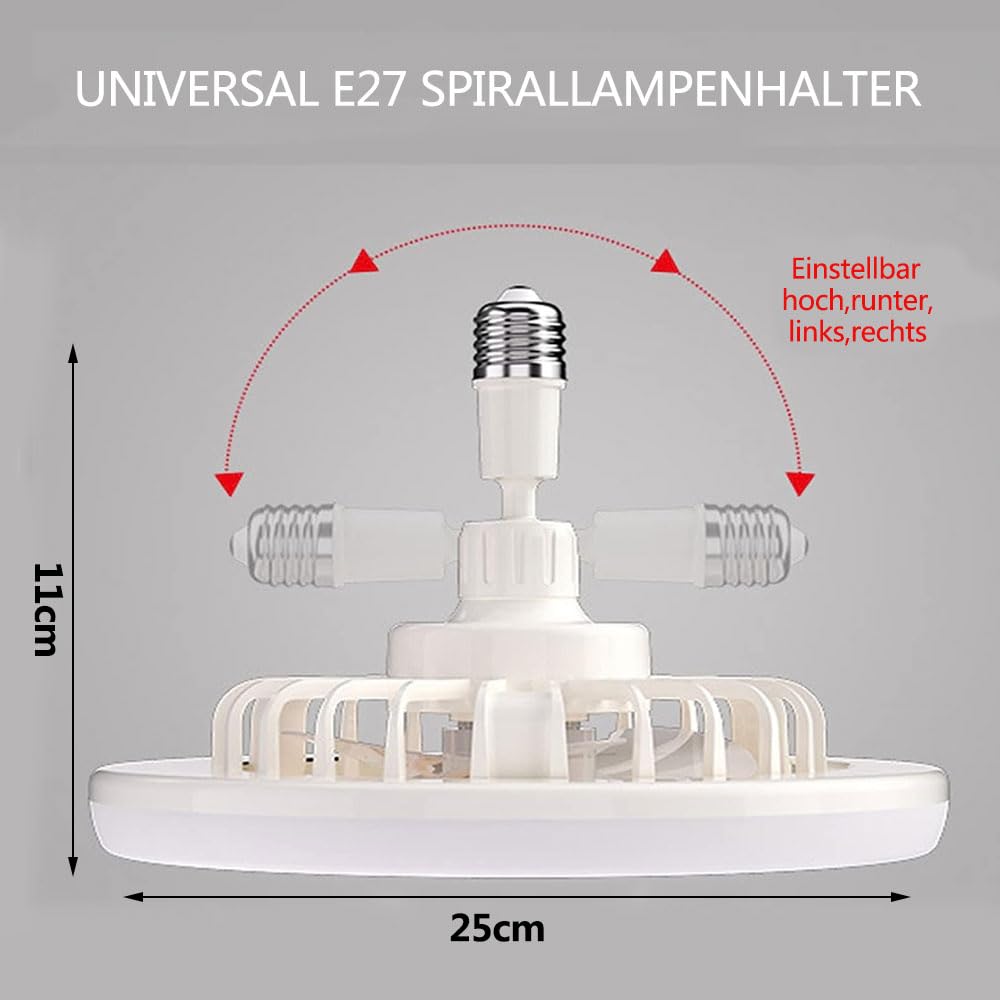 UNIVERSAL E27 SPIRALLAMPENHALTER
Einstellbar
hoch,runter,
links,rechts
11cm
25cm